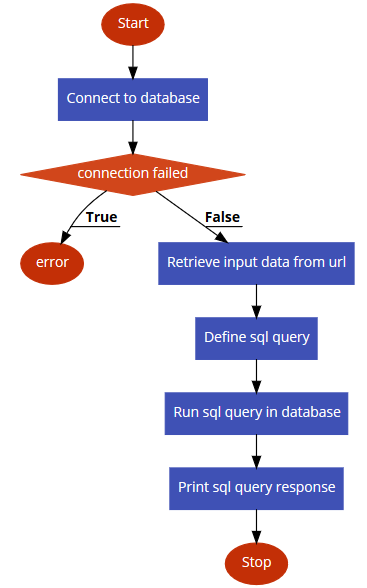 Start
Connect to database
connection failed
True
False
error
Retrieve input data from url
Define sql query
Run sql query in database
Print sql query response
Stop